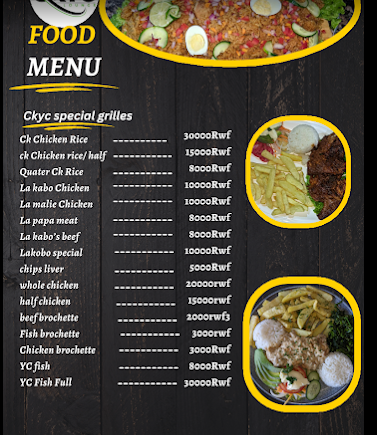 FOOD
MENU
Ckyc special grilles
Ck Chicken Rice ----------- 30000Rwf
ck Chicken rice/ half ----------- 15000Rwf
Quater Ck Rice ----------- 8000Rwf
La kabo Chicken ----------- 10000Rwf
La malie Chicken ----------- 10000Rwf
La papa meat ----------- 8000Rwf
La kabo's beef ----------- 8000Rwf
Lakobo special ----------- 10000Rwf
chips liver ----------- 5000Rwf
whole chicken ----------- 20000rwf
half chicken ----------- 15000rwf
beef brochette ----------- 2000rwf3
Fish brochette ----------- 3000rwf
Chicken brochette ----------- 3000Rwf
YC fish ----------- 8000Rwf
YC Fish Full ----------- 30000Rwf